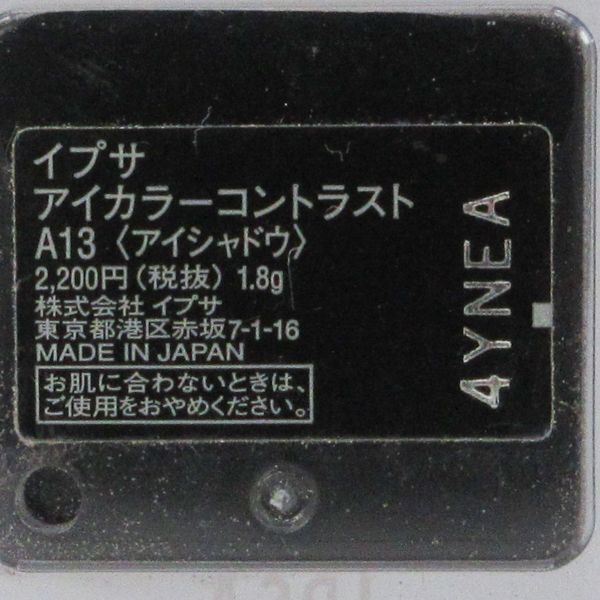 イプサ
アイカラーコントラスト
A13〈アイシャドウ〉
2,200円(税抜) 1.8g
株式会社 イプサ
東京都港区赤坂7-1-16
MADE IN JAPAN
お肌に合わないときは、
ご使用をおやめください。
4YNEA